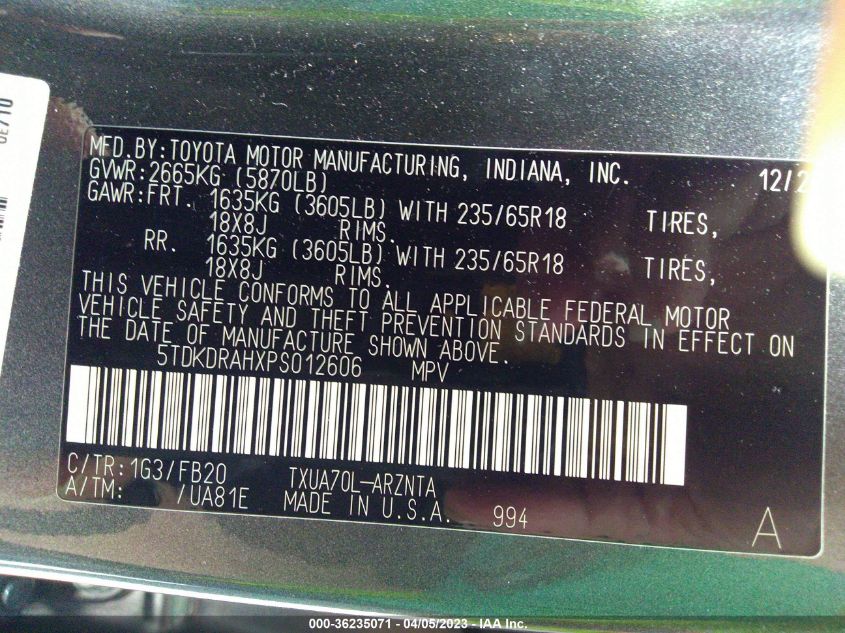 MFD.BY:TOYOTA MOTOR MANUFACTURING, INDIANA, INC. 12/2
GVWR:2665KG (5870LB)
GAWR:FRT. 1635KG (3605LB) WITH 235/65R18 TIRES,
18X8J RIMS.
RR. 1635KG (3605LB) WITH 235/65R18 TIRES,
18X8J RIMS.
THIS VEHICLE CONFORMS TO ALL APPLICABLE FEDERAL MOTOR
VEHICLE SAFETY AND THEFT PREVENTION STANDARDS IN EFFECT ON
THE DATE OF MANUFACTURE SHOWN ABOVE.
5TDKDRAHXPS012606 MPV
C/TR:1G3/FB20 TXUA70L-ARZNTA
A/TM: /UA81E MADE IN U.S.A. 994 A
000-36235071 - 04/05/2023 - IAA Inc.